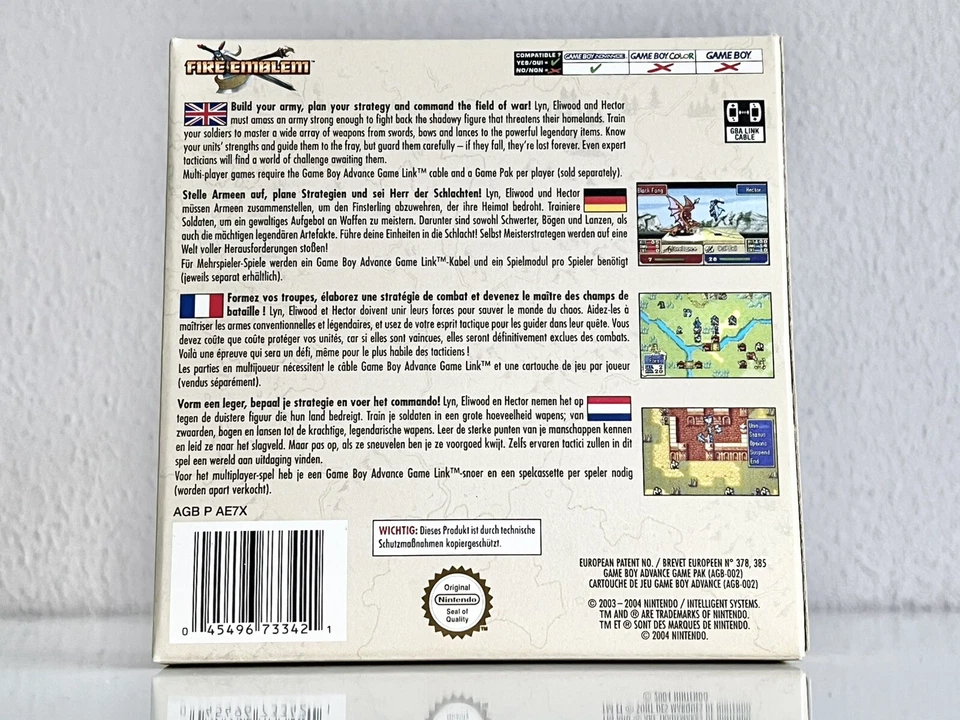 FIRE EMBLEM™
COMPATIBLE?
YES/OUI =
NO/NON =
GAME BOY ADVANCE
GAME BOY COLOR
GAME BOY
GBA LINK
CABLE
Build your army, plan your strategy and command the field of war! Lyn, Eliwood and Hector
must amass an army strong enough to fight back the shadowy figure that threatens their homelands. Train
your soldiers to master a wide array of weapons from swords, bows and lances to the powerful legendary items. Know
your units' strengths and guide them to the fray, but guard them carefully – if they fall, they're lost forever. Even expert
tacticians will find a world of challenge awaiting them.
Multi-player games require the Game Boy Advance Game Link™ cable and a Game Pak per player (sold separately).
Stelle Armeen auf, plane Strategien und sei Herr der Schlachten! Lyn, Eliwood und Hector
müssen Armeen zusammenstellen, um den Finsterling abzuwehren, der ihre Heimat bedroht. Trainiere
Soldaten, um ein gewaltiges Aufgebot an Waffen zu meistern. Darunter sind sowohl Schwerter, Bögen und Lanzen, als
auch die mächtigen legendären Artefakte. Führe deine Einheiten in die Schlacht! Selbst Meisterstrategen werden auf eine
Welt voller Herausforderungen stoßen!
Für Mehrspieler-Spiele werden ein Game Boy Advance Game Link™-Kabel und ein Spielmodul pro Spieler benötigt
(jeweils separat erhältlich).
Black Fang
Hector
7
28
Formez vos troupes, élaborez une stratégie de combat et devenez le maître des champs de
bataille ! Lyn, Eliwood et Hector doivent unir leurs forces pour sauver le monde du chaos. Aidez-les à
maîtriser les armes conventionnelles et légendaires, et usez de votre esprit tactique pour les guider dans leur quête. Vous
devez coûte que coûte protéger vos unités, car si elles sont vaincues, elles seront définitivement exclues des combats.
Voilà une épreuve qui sera un défi, même pour le plus habile des tacticiens !
Les parties en multijoueur nécessitent le câble Game Boy Advance Game Link™ et une cartouche de jeu par joueur
(vendus séparément).
Vorm een leger, bepaal je strategie en voer het commando! Lyn, Eliwood en Hector nemen het op
tegen de duistere figuur die hun land bedreigt. Train je soldaten in een grote hoeveelheid wapens; van
zwaarden, bogen en lansen tot de krachtige, legendarische wapens. Leer de sterke punten van je manschappen kennen
en leid ze naar het slagveld. Maar pas op, als ze sneuvelen ben je ze voorgoed kwijt. Zelfs ervaren tactici zullen in dit
spel een wereld aan uitdaging vinden.
Voor het multiplayer-spel heb je een Game Boy Advance Game Link™-snoer en een spelcassette per speler nodig
(worden apart verkocht).
Unit
Status
Options
Suspend
End
AGB P AE7X
0 45496 73342 1
WICHTIG: Dieses Produkt ist durch technische
Schutzmaßnahmen kopiergeschützt.
Original
Nintendo
Seal of
Quality
™
EUROPEAN PATENT NO. / BREVET EUROPEEN N° 378, 385
GAME BOY ADVANCE GAME PAK (AGB-002)
CARTOUCHE DE JEU GAME BOY ADVANCE (AGB-002)
© 2003 – 2004 NINTENDO / INTELLIGENT SYSTEMS.
TM AND ® ARE TRADEMARKS OF NINTENDO.
TM ET ® SONT DES MARQUES DE NINTENDO.
© 2004 NINTENDO.